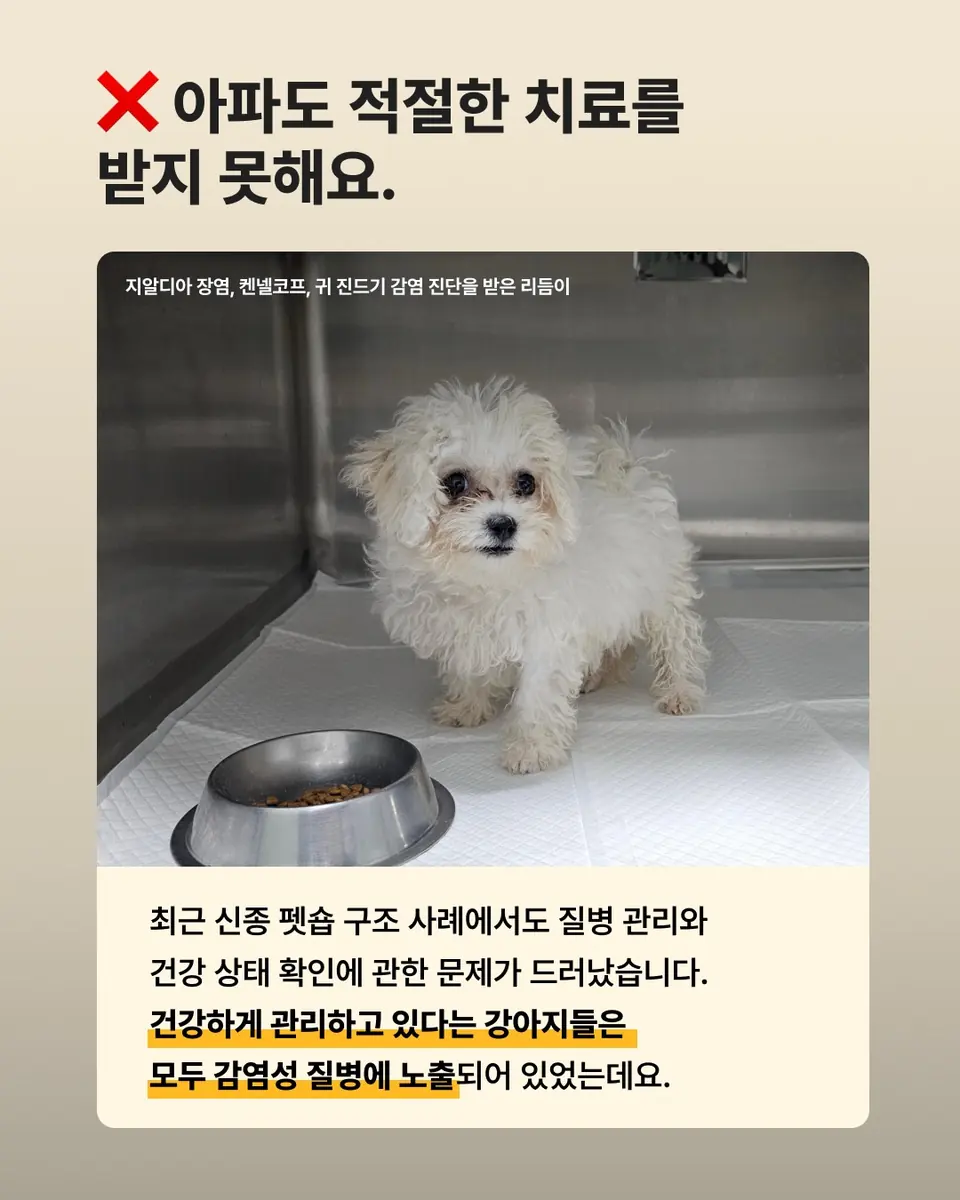 ❌ 아파도 적절한 치료를
받지 못해요.
지알디아 장염, 켄넬코프, 귀 진드기 감염 진단을 받은 리듬이
최근 신종 펫숍 구조 사례에서도 질병 관리와
건강 상태 확인에 관한 문제가 드러났습니다.
건강하게 관리하고 있다는 강아지들은
모두 감염성 질병에 노출되어 있었는데요.